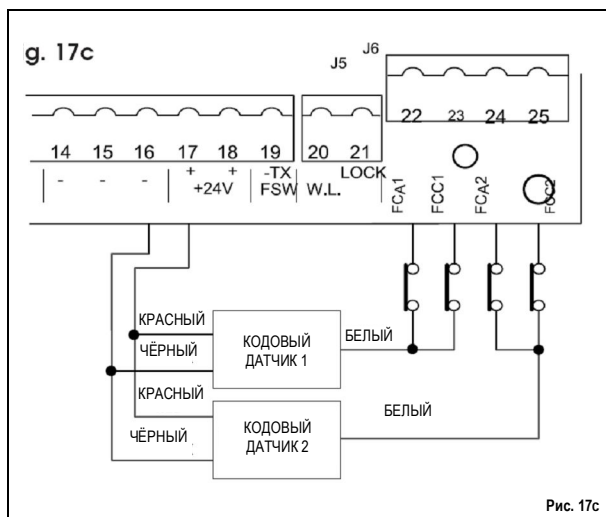 g. 17c
J5 J6
22 23 24 25
14 15 16 17 18 19 20 21
- - - + + -TX LOCK
+24V FSW W.L.
FCA1 FCC1 FCA2 FCC2
КРАСНЫЙ
ЧЁРНЫЙ
КОДОВЫЙ
ДАТЧИК 1
БЕЛЫЙ
КРАСНЫЙ
ЧЁРНЫЙ
КОДОВЫЙ
ДАТЧИК 2
БЕЛЫЙ
Рис. 17с